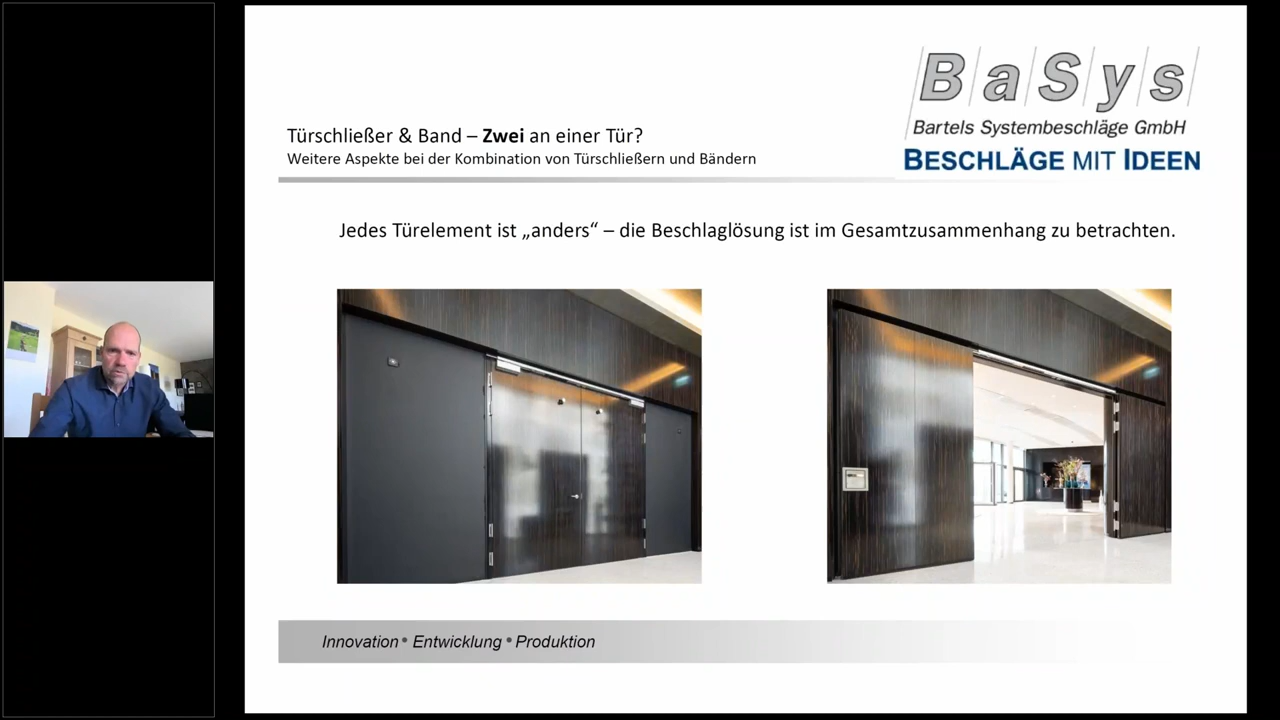 BaSys
Bartels Systembeschläge GmbH
BESCHLÄGE MIT IDEEN
Türschließer & Band – Zwei an einer Tür?
Weitere Aspekte bei der Kombination von Türschließern und Bändern
Jedes Türelement ist „anders“ – die Beschlaglösung ist im Gesamtzusammenhang zu betrachten.
Innovation • Entwicklung • Produktion